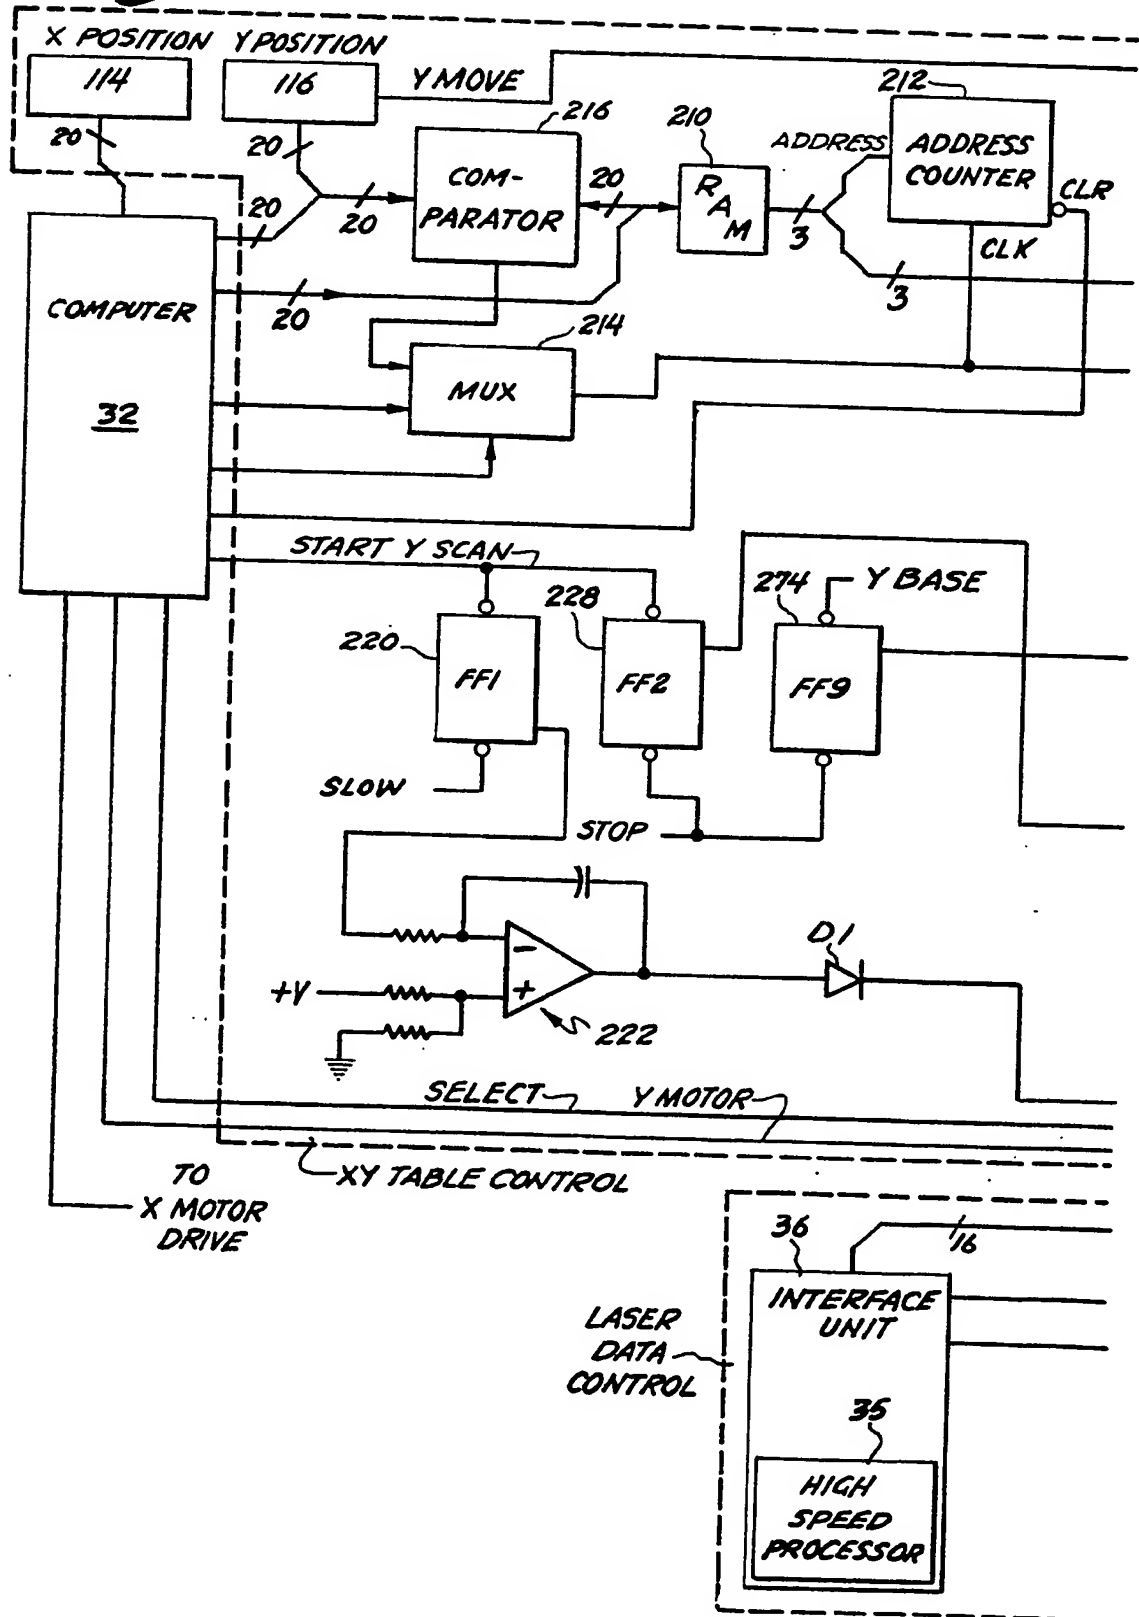 X POSITION
Y POSITION
114
116
Y MOVE
20
20
216
210
212
COM-
PARATOR
20
R
A
M
ADDRESS
ADDRESS
COUNTER
CLR
20
20
3
CLK
3
20
COMPUTER
32
214
MUX
START Y SCAN
220
FF1
228
FF2
274
Y BASE
FF9
SLOW
STOP
D1
−
+V
+
222
SELECT
Y MOTOR
XY TABLE CONTROL
TO
X MOTOR
DRIVE
36
16
INTERFACE
UNIT
LASER
DATA
CONTROL
35
HIGH
SPEED
PROCESSOR